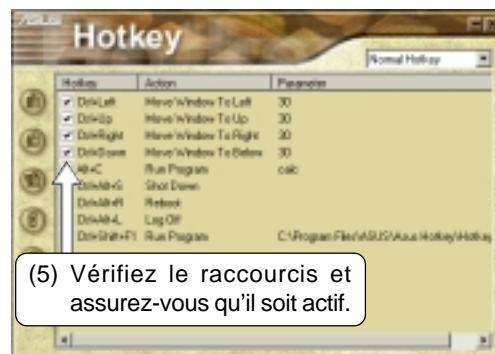 ASUS
Hotkey
Normal Hotkey
Hotkey Action Parameter
Ctrl+Left Move Window To Left 30
Ctrl+Up Move Window To Up 30
Ctrl+Right Move Window To Right 30
Ctrl+Down Move Window To Below 30
Alt+C Run Program calc
Ctrl+Alt+S Shot Down
Ctrl+Alt+R Reboot
Ctrl+Alt+L Log Off
Ctrl+Shift+F1 Run Program C:\Program Files\ASUS\Asus Hotkey\Hotkey
(5) Vérifiez le raccourcis et
assurez-vous qu'il soit actif.